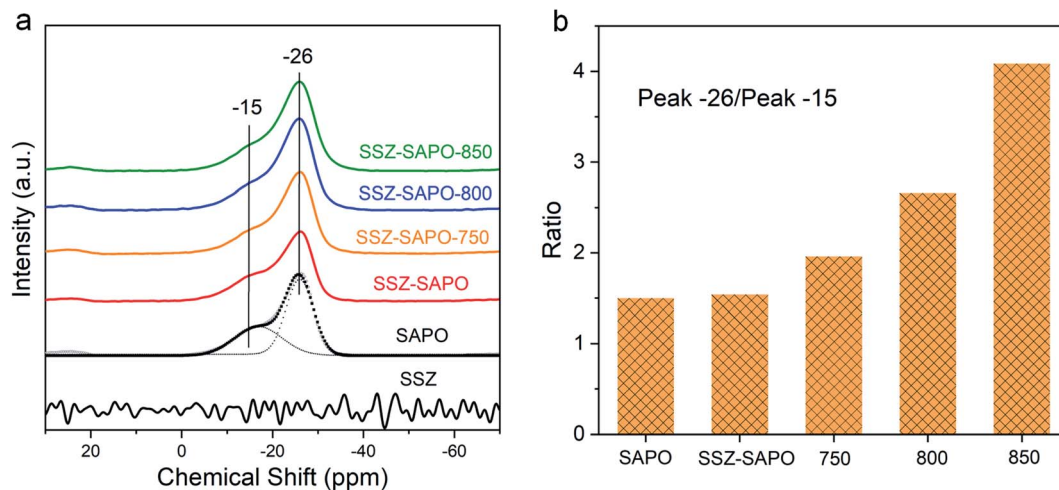 a
-26
-15
SSZ-SAPO-850
SSZ-SAPO-800
SSZ-SAPO-750
SSZ-SAPO
SAPO
SSZ
Intensity (a.u.)
20 0 -20 -40 -60
Chemical Shift (ppm)
b
Peak -26/Peak -15
Ratio
4
3
2
1
0
SAPO SSZ-SAPO 750 800 850